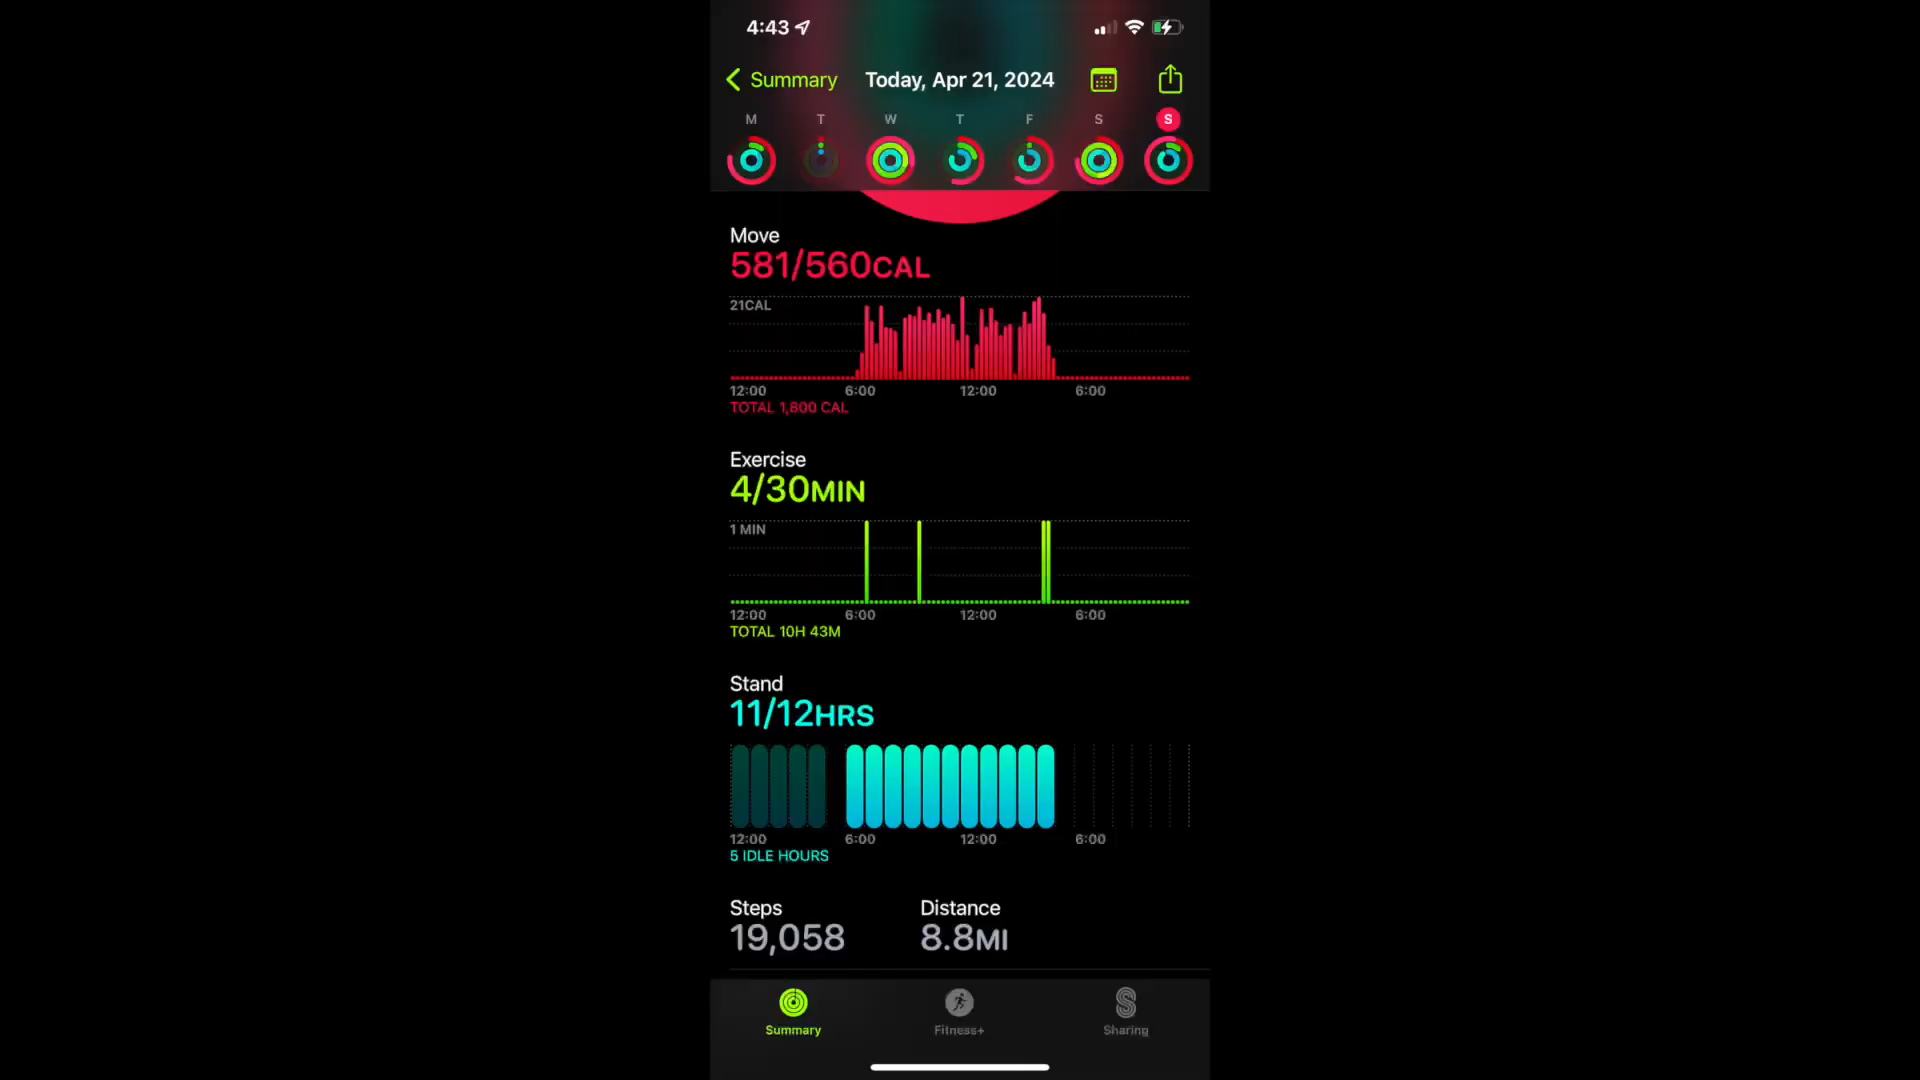 4:43
Summary
Today, Apr 21, 2024
M T W T F S S
Move
581/560CAL
21CAL
12:00 6:00 12:00 6:00
TOTAL 1,800 CAL
Exercise
4/30MIN
1 MIN
12:00 6:00 12:00 6:00
TOTAL 10H 43M
Stand
11/12HRS
12:00 6:00 12:00 6:00
5 IDLE HOURS
Steps Distance
19,058 8.8MI
Summary Fitness+ Sharing